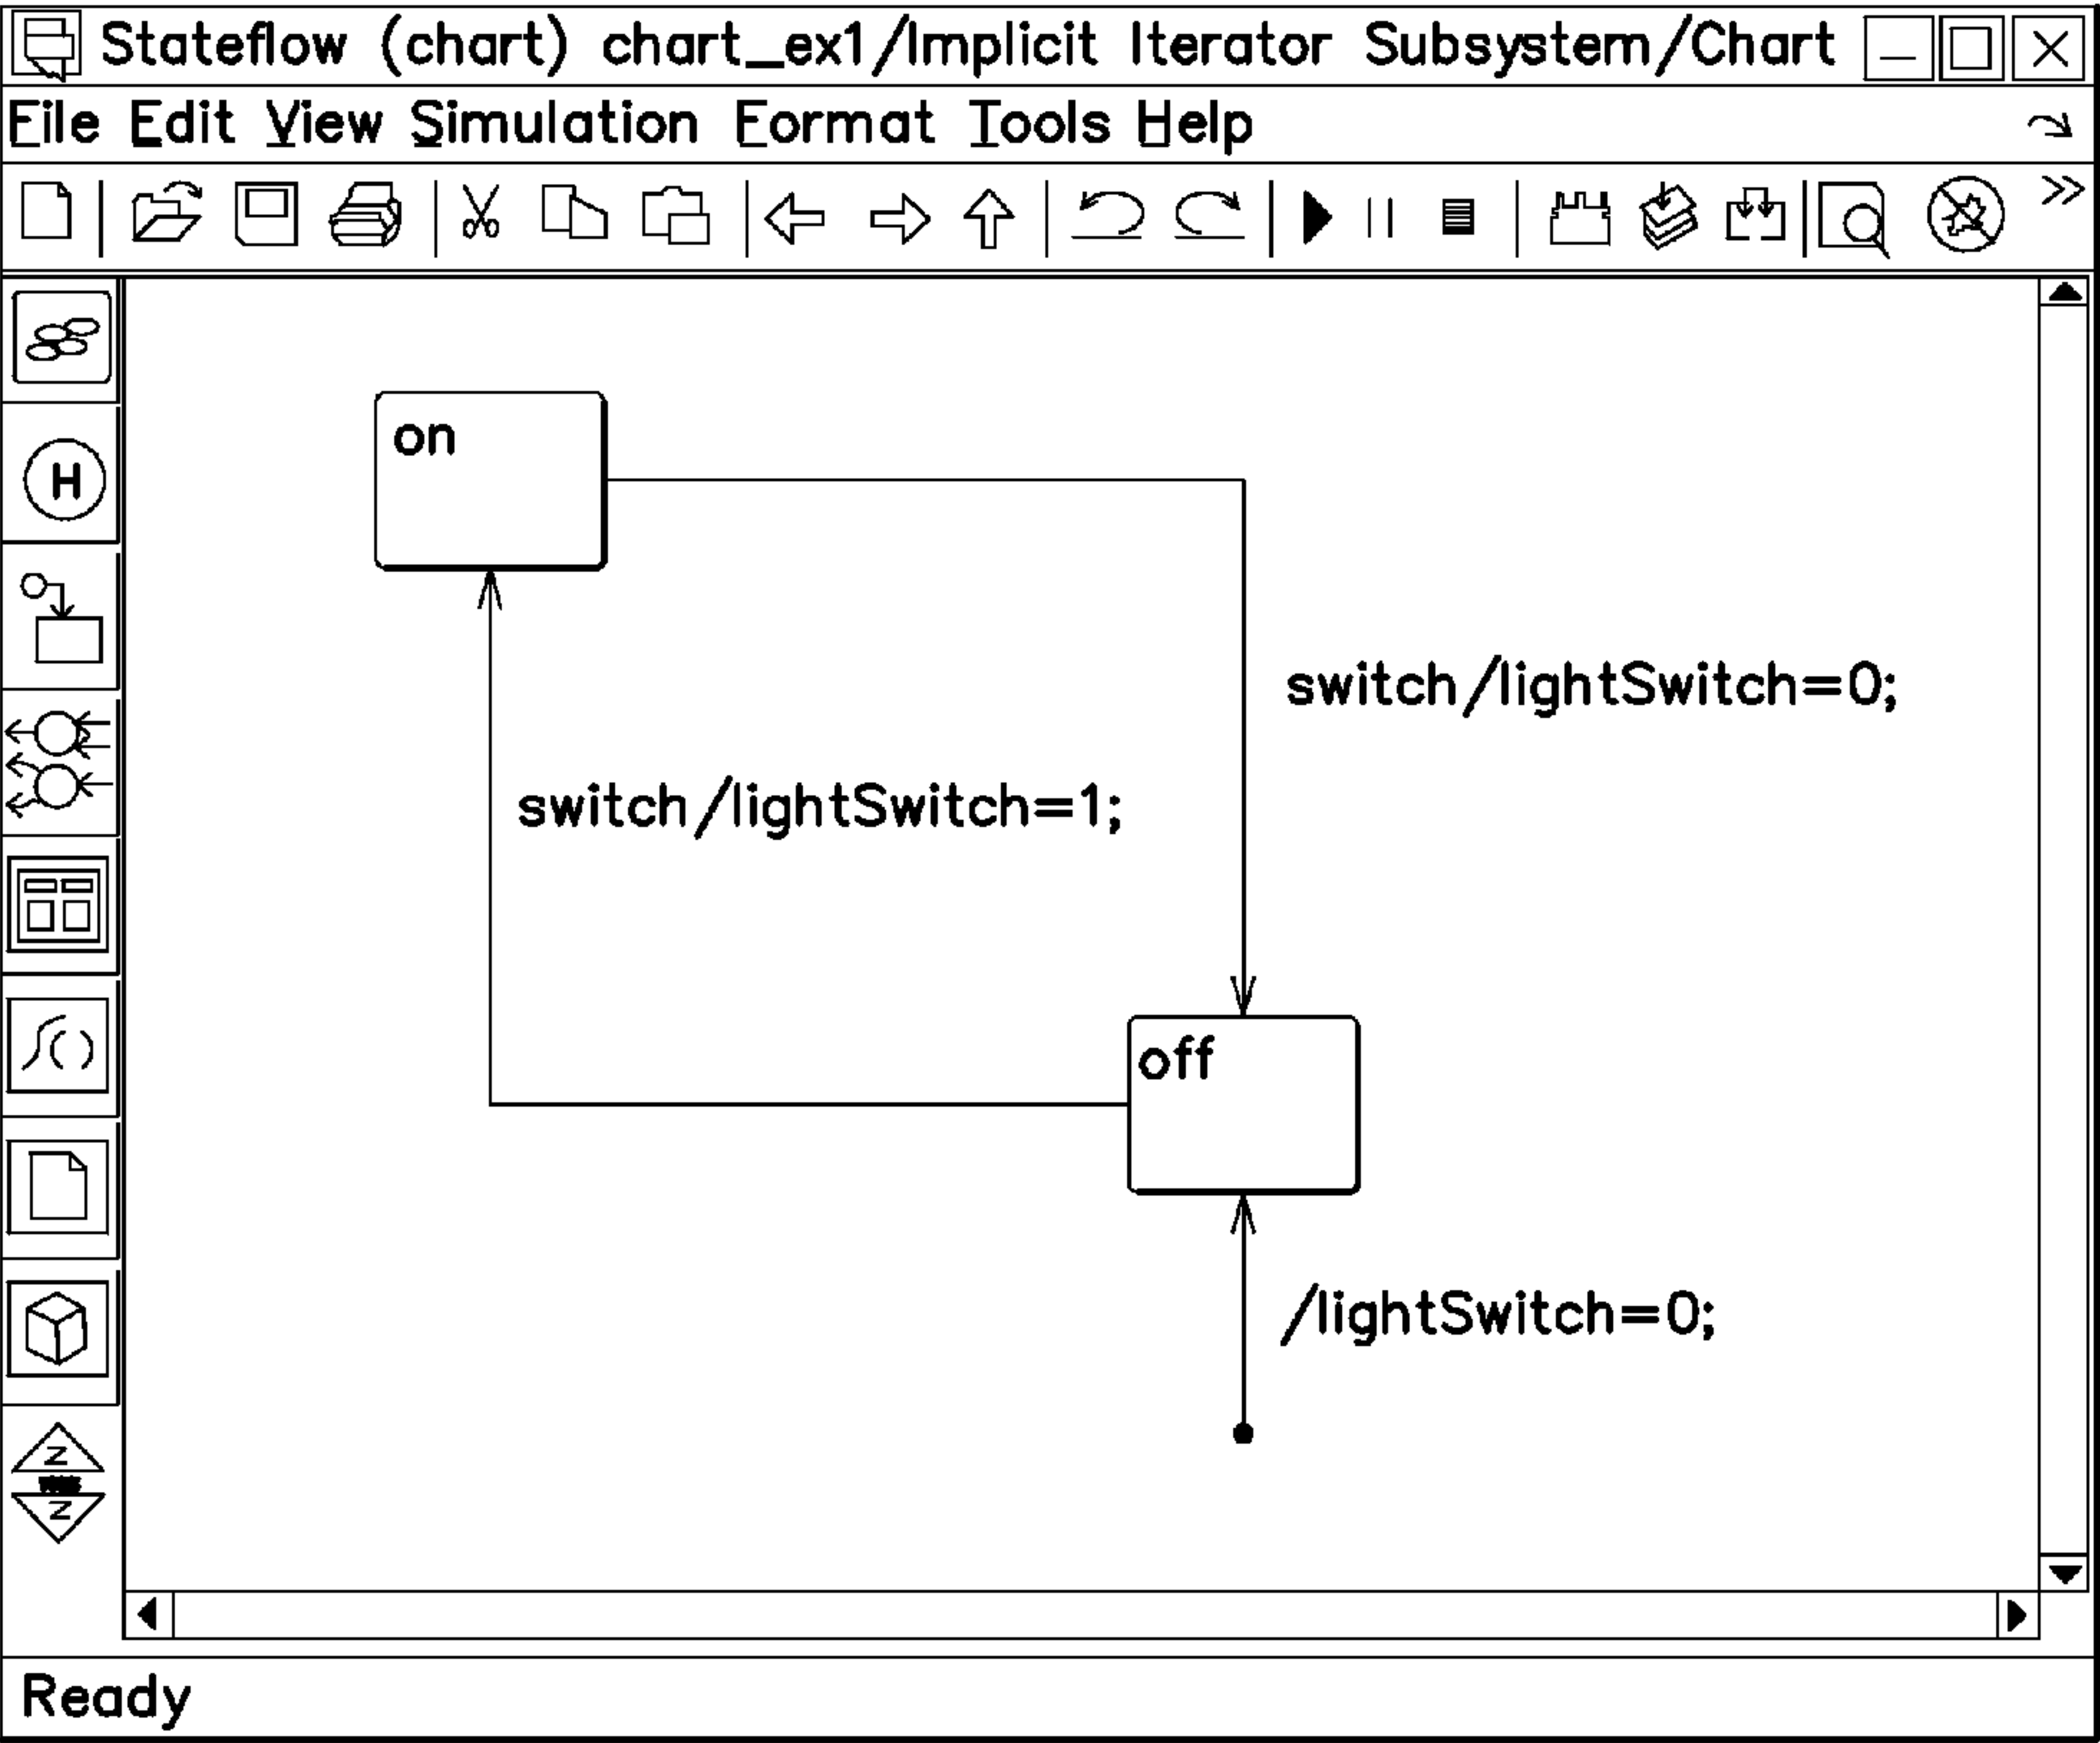 Stateflow (chart) chart_ex1/Implicit Iterator Subsystem/Chart
File Edit View Simulation Format Tools Help
H
on
switch/lightSwitch=0;
switch/lightSwitch=1;
off
/lightSwitch=0;
Z
Z
Ready